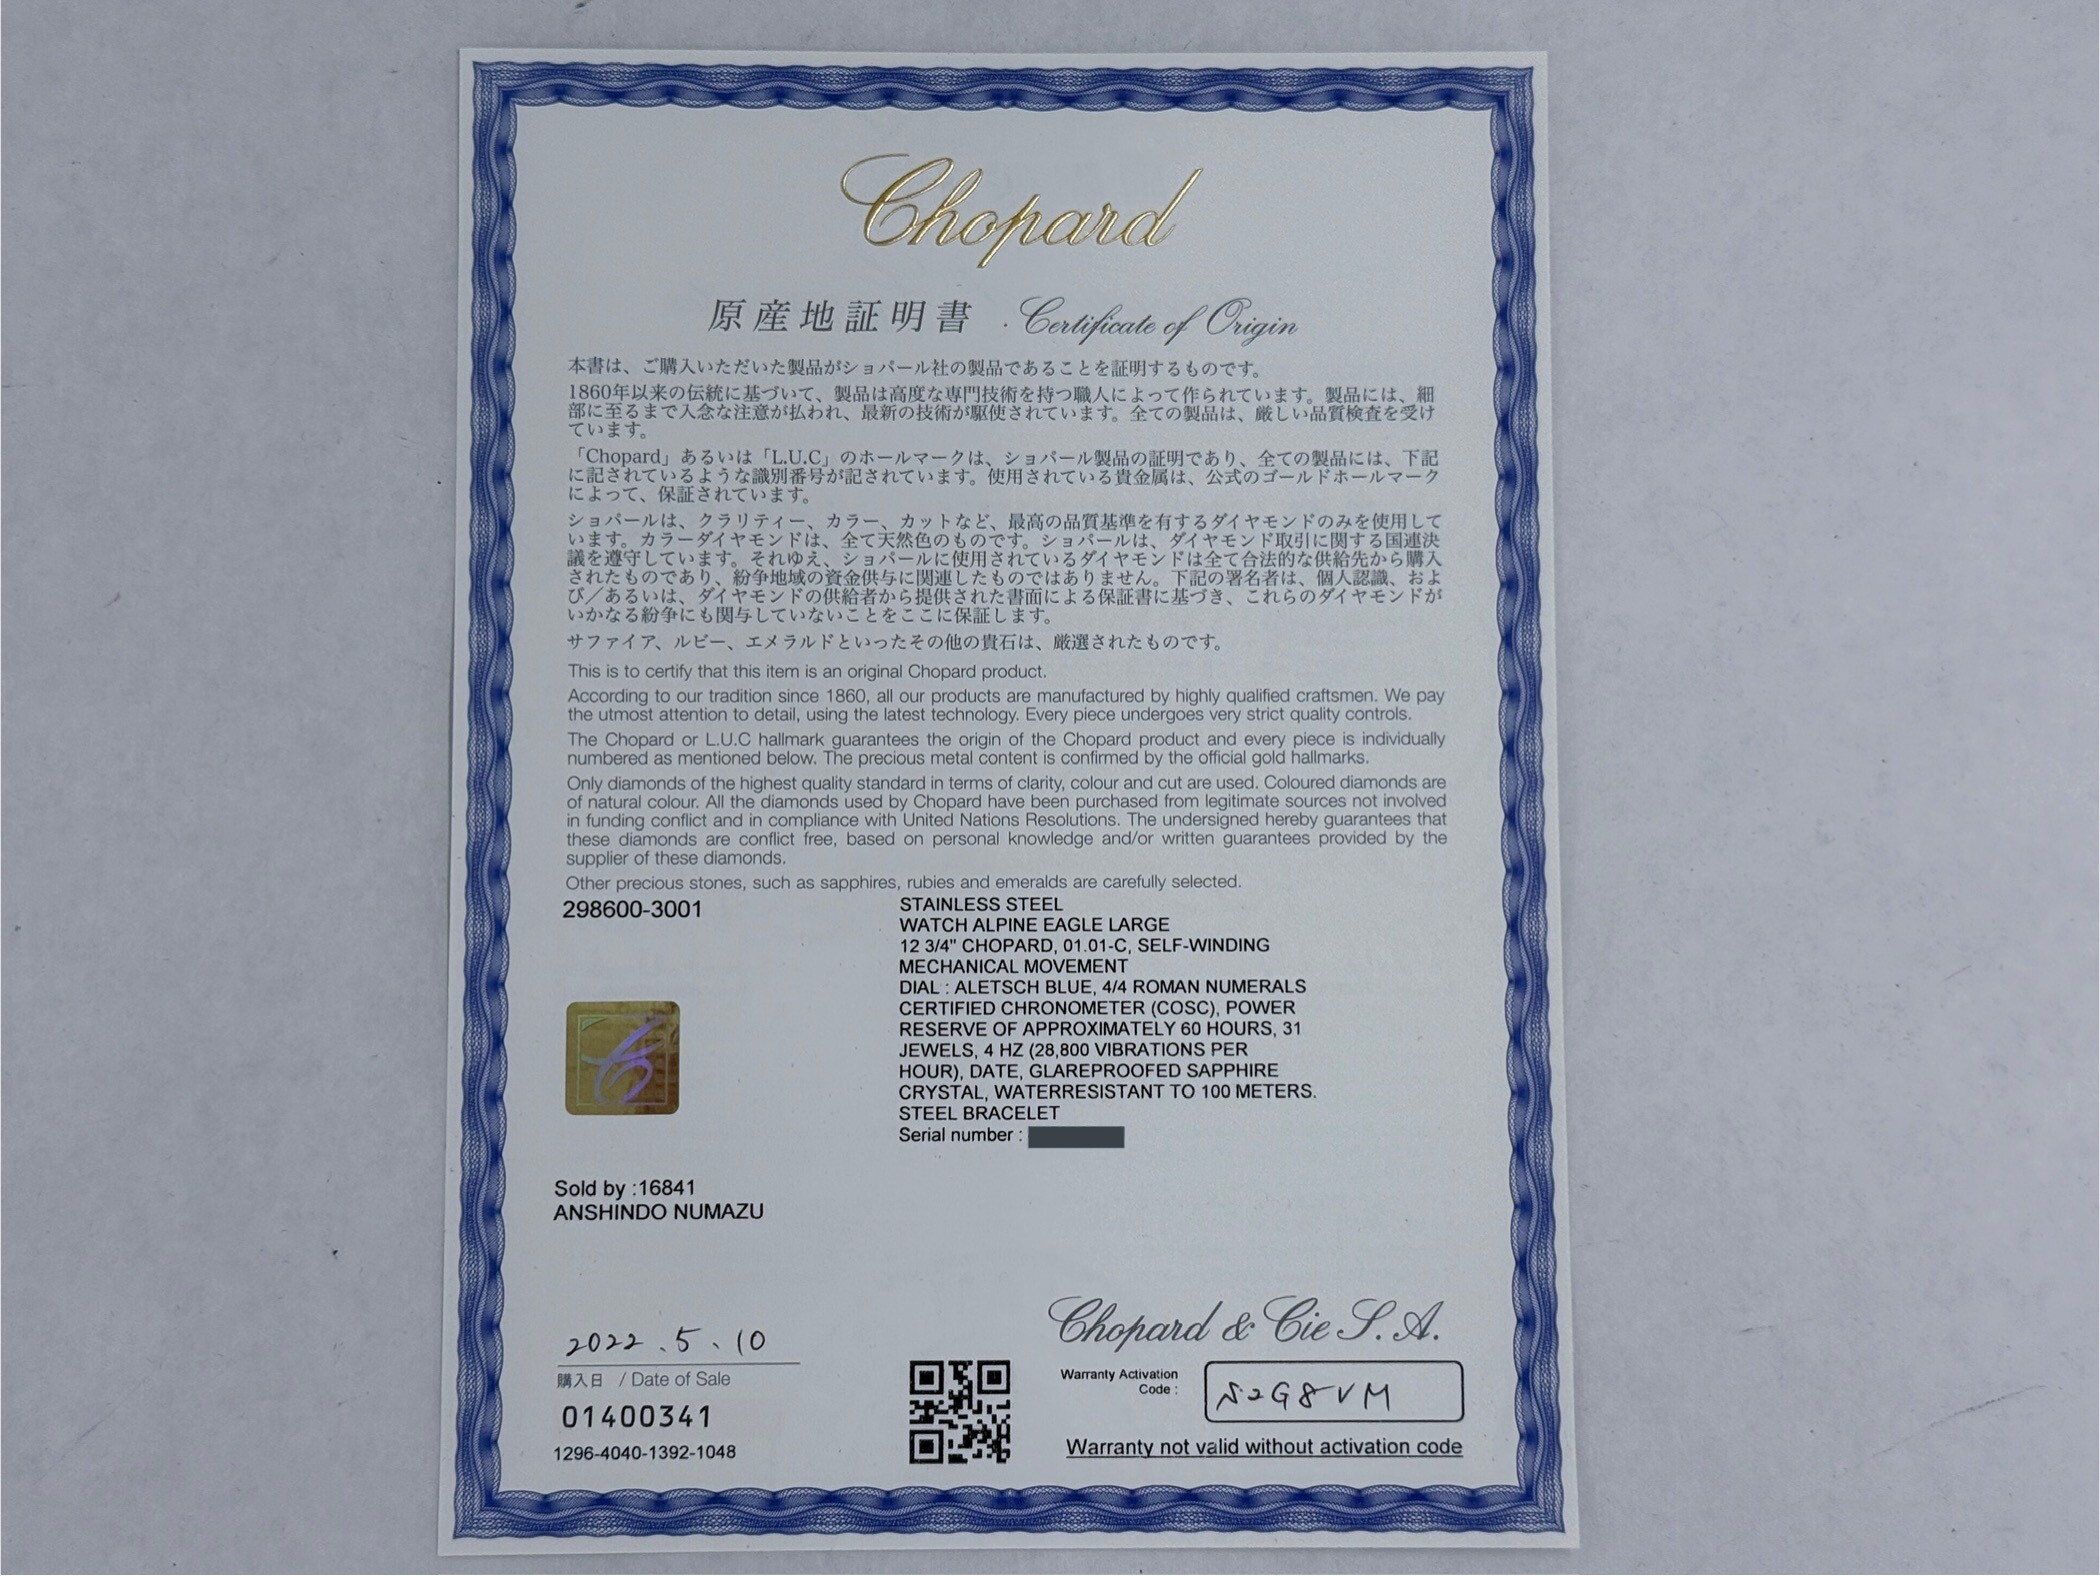 Chopard
原産地証明書 · Certificate of Origin
本書は、ご購入いただいた製品がショパール社の製品であることを証明するものです。
1860年以来の伝統に基づいて、製品は高度な専門技術を持つ職人によって作られています。製品には、細
部に至るまで入念な注意が払われ、最新の技術が駆使されています。全ての製品は、厳しい品質検査を受け
ています。
「Chopard」あるいは「L.U.C」のホールマークは、ショパール製品の証明であり、全ての製品には、下記
に記されているような識別番号が記されています。使用されている貴金属は、公式のゴールドホールマーク
によって、保証されています。
ショパールは、クラリティー、カラー、カットなど、最高の品質基準を有するダイヤモンドのみを使用して
います。カラーダイヤモンドは、全て天然色のものです。ショパールは、ダイヤモンド取引に関する国連決
議を遵守しています。それゆえ、ショパールに使用されているダイヤモンドは全て合法的な供給先から購入
されたものであり、紛争地域の資金供与に関連したものではありません。下記の署名者は、個人認識、およ
び／あるいは、ダイヤモンドの供給者から提供された書面による保証書に基づき、これらのダイヤモンドが
いかなる紛争にも関与していないことをここに保証します。
サファイア、ルビー、エメラルドといったその他の貴石は、厳選されたものです。
This is to certify that this item is an original Chopard product.
According to our tradition since 1860, all our products are manufactured by highly qualified craftsmen. We pay
the utmost attention to detail, using the latest technology. Every piece undergoes very strict quality controls.
The Chopard or L.U.C hallmark guarantees the origin of the Chopard product and every piece is individually
numbered as mentioned below. The precious metal content is confirmed by the official gold hallmarks.
Only diamonds of the highest quality standard in terms of clarity, colour and cut are used. Coloured diamonds are
of natural colour. All the diamonds used by Chopard have been purchased from legitimate sources not involved
in funding conflict and in compliance with United Nations Resolutions. The undersigned hereby guarantees that
these diamonds are conflict free, based on personal knowledge and/or written guarantees provided by the
supplier of these diamonds.
Other precious stones, such as sapphires, rubies and emeralds are carefully selected.
298600-3001
STAINLESS STEEL
WATCH ALPINE EAGLE LARGE
12 3/4" CHOPARD, 01.01-C, SELF-WINDING
MECHANICAL MOVEMENT
DIAL : ALETSCH BLUE, 4/4 ROMAN NUMERALS
CERTIFIED CHRONOMETER (COSC), POWER
RESERVE OF APPROXIMATELY 60 HOURS, 31
JEWELS, 4 HZ (28,800 VIBRATIONS PER
HOUR), DATE, GLAREPROOFED SAPPHIRE
CRYSTAL, WATERRESISTANT TO 100 METERS.
STEEL BRACELET
Serial number :
Sold by :16841
ANSHINDO NUMAZU
2022.5.10
購入日 / Date of Sale
01400341
1296-4040-1392-1048
Chopard & Cie S.A.
Warranty Activation
Code :
S2G8VM
Warranty not valid without activation code